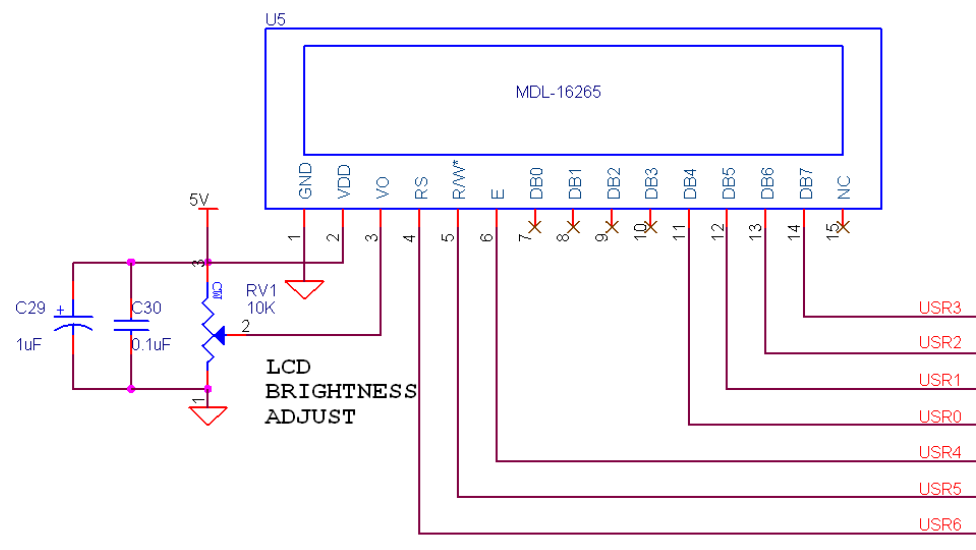 U5
MDL-16265
GND
VDD
VO
RS
R/W*
E
DB0
DB1
DB2
DB3
DB4
DB5
DB6
DB7
NC
1
2
3
4
5
6
7
8
9
10
11
12
13
14
15
5V
3
CW
RV1
10K
2
1
C29
+
1uF
C30
0.1uF
LCD
BRIGHTNESS
ADJUST
USR3
USR2
USR1
USR0
USR4
USR5
USR6